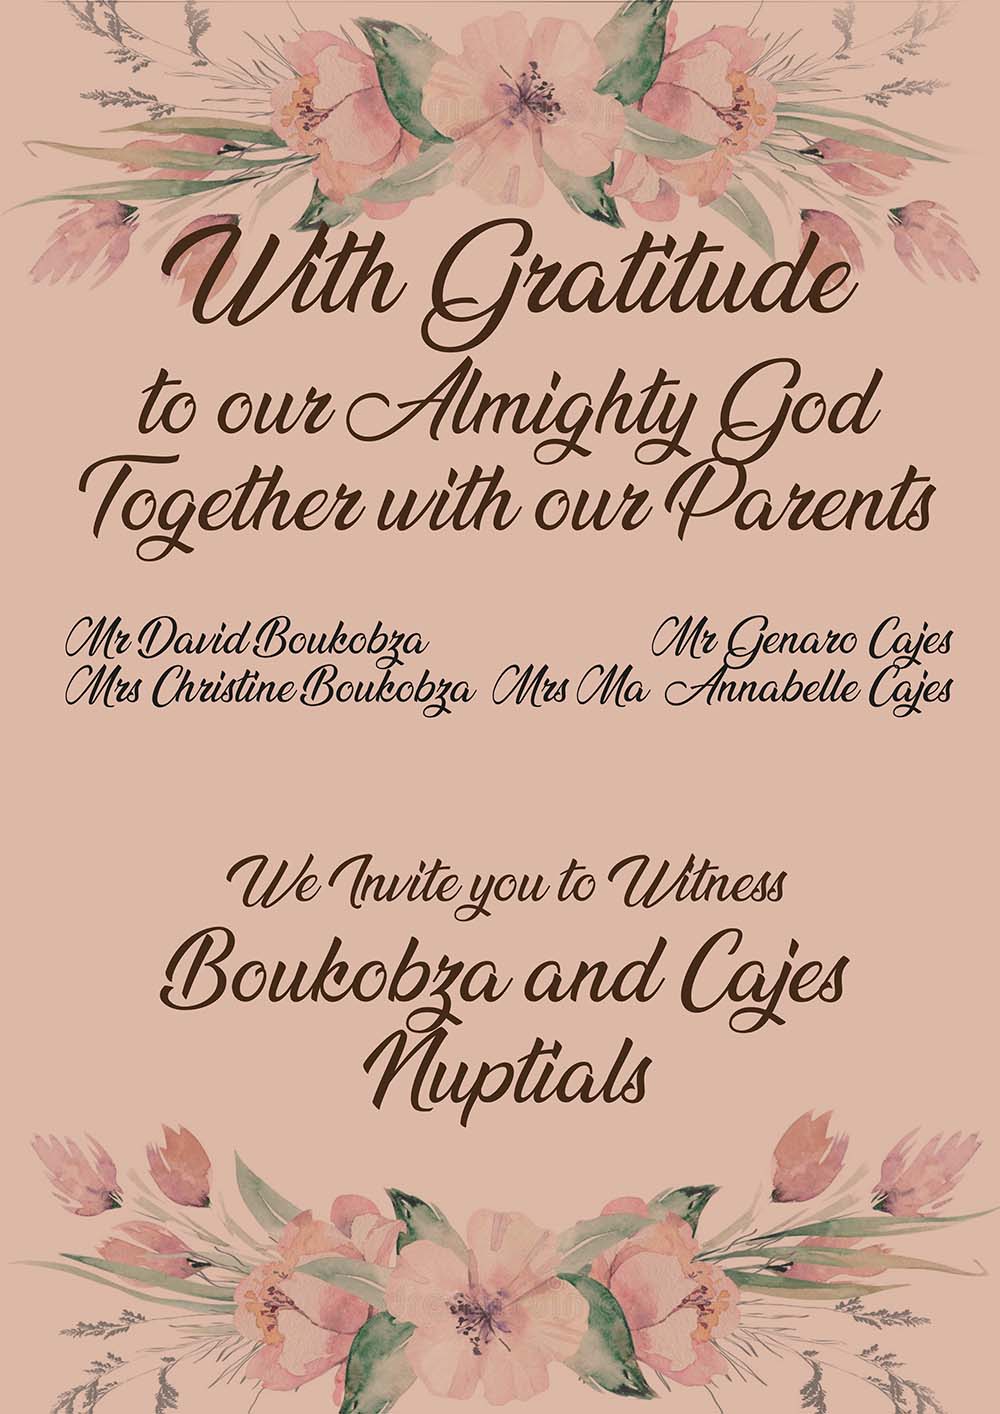 With Gratitude
to our Almighty God
Together with our Parents
Mr David Boukobza Mr Genaro Cajes
Mrs Christine Boukobza Mrs Ma Annabelle Cajes
We Invite you to Witness
Boukobza and Cajes
Nuptials